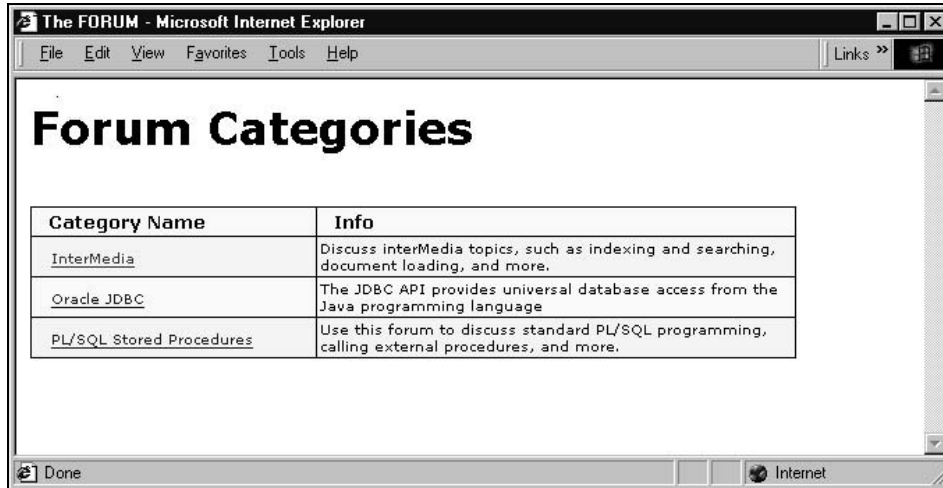 The FORUM - Microsoft Internet Explorer
File Edit View Favorites Tools Help Links »
Forum Categories
Category Name Info
InterMedia Discuss interMedia topics, such as indexing and searching,
document loading, and more.
Oracle JDBC The JDBC API provides universal database access from the
Java programming language
PL/SQL Stored Procedures Use this forum to discuss standard PL/SQL programming,
calling external procedures, and more.
Done Internet